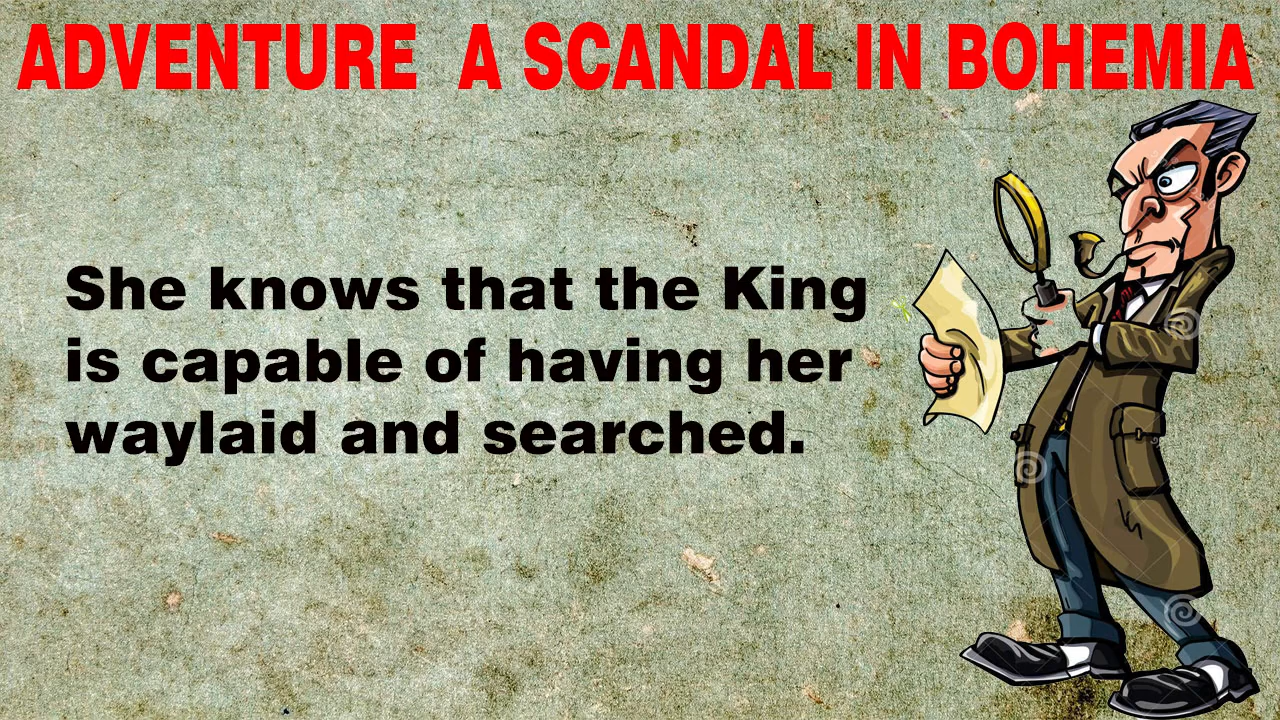 ADVENTURE  A SCANDAL IN BOHEMIA
She knows that the King
is capable of having her
waylaid and searched.